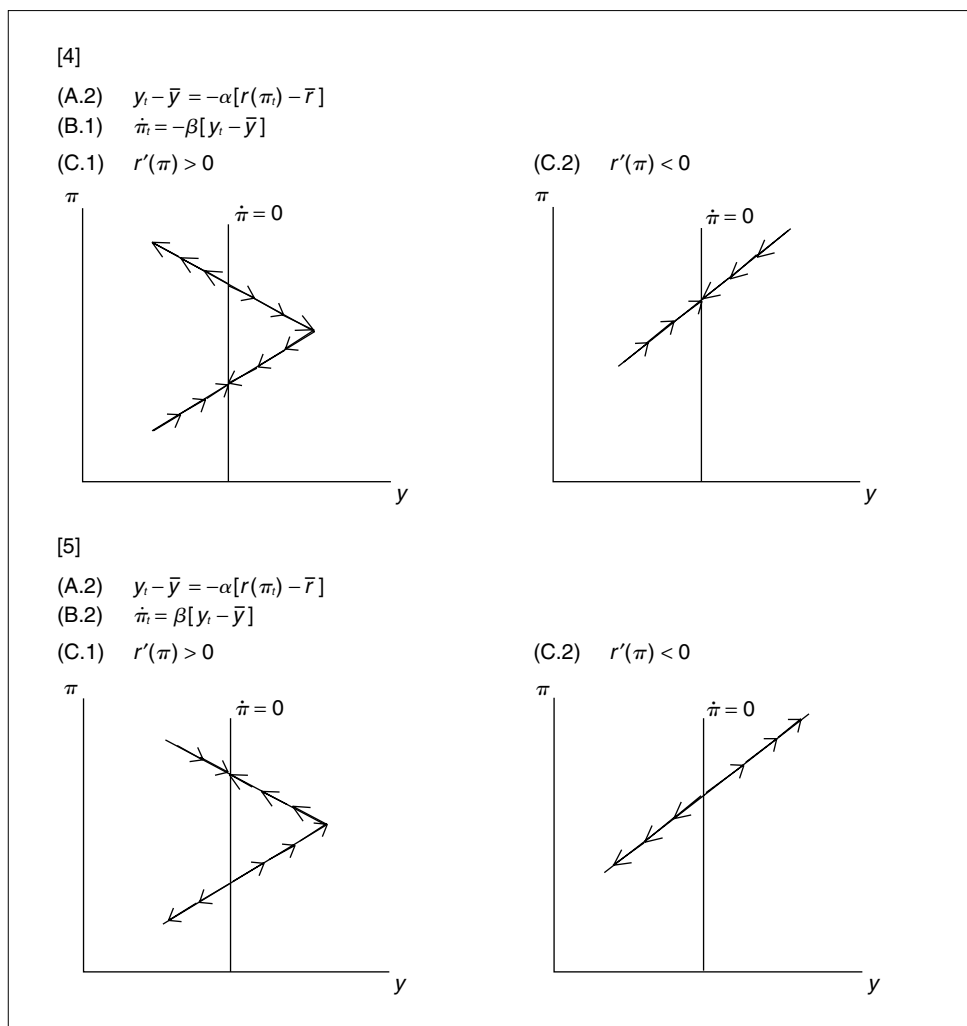 [4]
(A.2) yₜ – ȳ = –α[r(πₜ) – r̄]
(B.1) π̇ₜ = –β[yₜ – ȳ]
(C.1) r′(π) > 0
(C.2) r′(π) < 0
π
π̇ = 0
y
π
π̇ = 0
y
[5]
(A.2) yₜ – ȳ = –α[r(πₜ) – r̄]
(B.2) π̇ₜ = β[yₜ – ȳ]
(C.1) r′(π) > 0
(C.2) r′(π) < 0
π
π̇ = 0
y
π
π̇ = 0
y